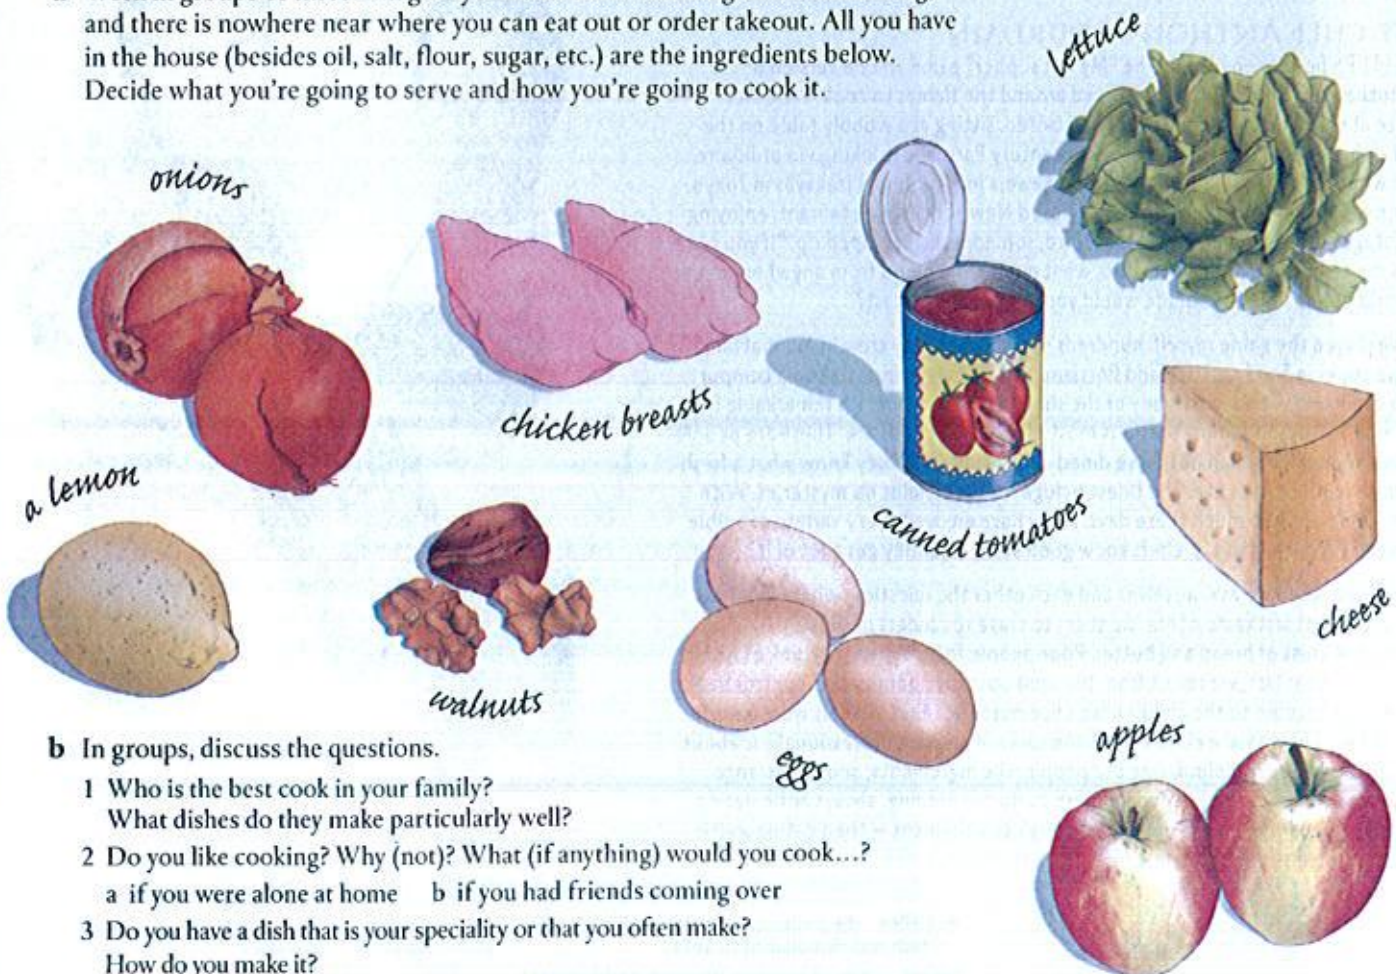 and there is nowhere near where you can eat out or order takeout. All you have
in the house (besides oil, salt, flour, sugar, etc.) are the ingredients below.
Decide what you're going to serve and how you're going to cook it.
lettuce
onions
chicken breasts
a lemon
canned tomatoes
cheese
walnuts
eggs
apples
b In groups, discuss the questions.
1 Who is the best cook in your family?
What dishes do they make particularly well?
2 Do you like cooking? Why (not)? What (if anything) would you cook...?
a if you were alone at home b if you had friends coming over
3 Do you have a dish that is your speciality or that you often make?
How do you make it?